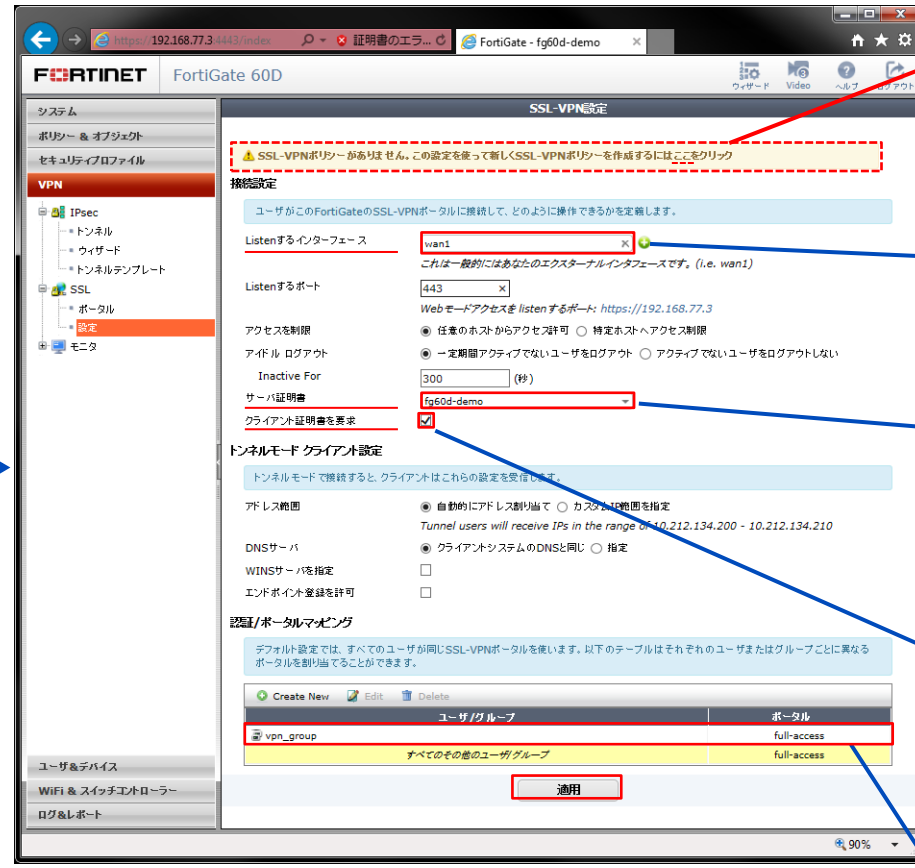 https://192.168.77.3:4443/index
証明書のエラ...
FortiGate - fg60d-demo
FORTINET
FortiGate 60D
ウィザード
Video
ヘルプ
ログアウト
システム
ポリシー & オブジェクト
セキュリティプロファイル
VPN
IPsec
トンネル
ウィザード
トンネルテンプレート
SSL
ポータル
設定
モニタ
ユーザ&デバイス
WiFi & スイッチコントローラー
ログ&レポート
SSL-VPN設定
SSL-VPNポリシーがありません。この設定を使って新しくSSL-VPNポリシーを作成するにはここをクリック
接続設定
ユーザがこのFortiGateのSSL-VPNポータルに接続して、どのように操作できるかを定義します。
Listenするインターフェース
wan1
これは一般的にはあなたのエクスターナルインタフェースです。(i.e. wan1)
Listenするポート
443
Webモードアクセスを listenするポート: https://192.168.77.3
アクセスを制限
任意のホストからアクセス許可 特定ホストへアクセス制限
アイドル ログアウト
一定期間アクティブでないユーザをログアウト アクティブでないユーザをログアウトしない
Inactive For
300 (秒)
サーバ証明書
fg60d-demo
クライアント証明書を要求
トンネルモード クライアント設定
トンネルモードで接続すると、クライアントはこれらの設定を受信します。
アドレス範囲
自動的にアドレス割り当て カスタムIP範囲を指定
Tunnel users will receive IPs in the range of 10.212.134.200 - 10.212.134.210
DNSサーバ
クライアントシステムのDNSと同じ 指定
WINSサーバを指定
エンドポイント登録を許可
認証/ポータルマッピング
デフォルト設定では、すべてのユーザが同じSSL-VPNポータルを使います。以下のテーブルはそれぞれのユーザまたはグループごとに異なる
ポータルを割り当てることができます。
Create New Edit Delete
ユーザ/グループ ポータル
vpn_group full-access
すべてのその他のユーザ/グループ full-access
適用
90%